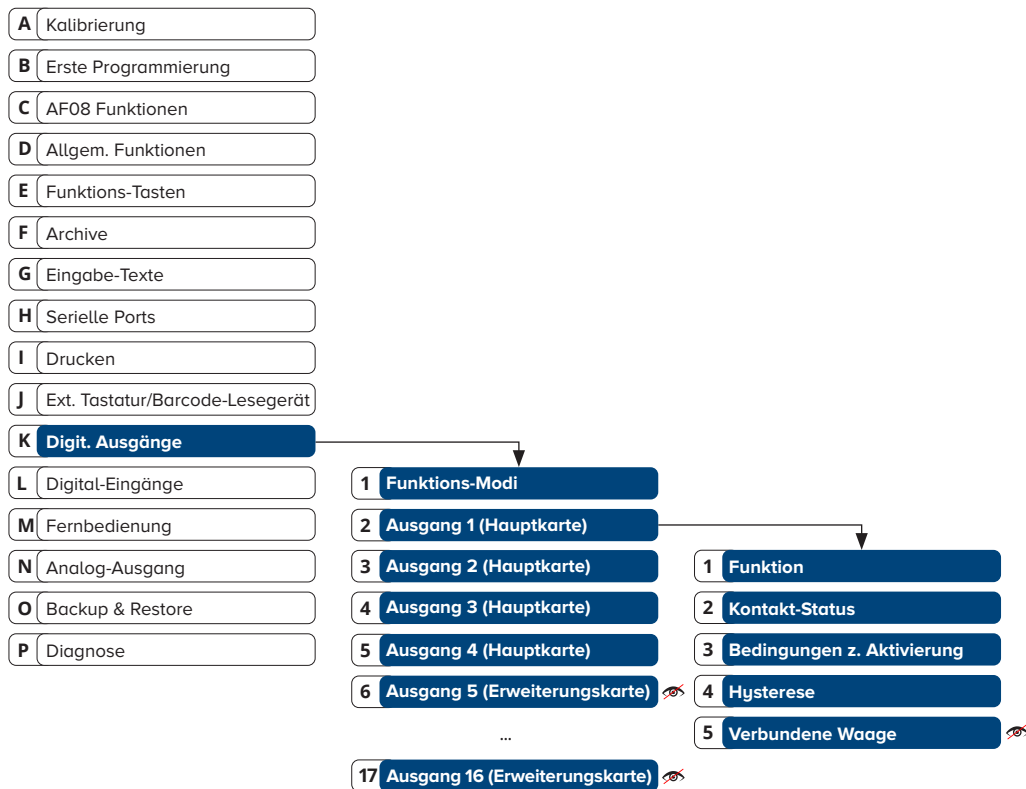 A Kalibrierung
B Erste Programmierung
C AF08 Funktionen
D Allgem. Funktionen
E Funktions-Tasten
F Archive
G Eingabe-Texte
H Serielle Ports
I Drucken
J Ext. Tastatur/Barcode-Lesegerät
K Digit. Ausgänge
L Digital-Eingänge
M Fernbedienung
N Analog-Ausgang
O Backup & Restore
P Diagnose
1 Funktions-Modi
2 Ausgang 1 (Hauptkarte)
3 Ausgang 2 (Hauptkarte)
4 Ausgang 3 (Hauptkarte)
5 Ausgang 4 (Hauptkarte)
6 Ausgang 5 (Erweiterungskarte)
...
17 Ausgang 16 (Erweiterungskarte)
1 Funktion
2 Kontakt-Status
3 Bedingungen z. Aktivierung
4 Hysterese
5 Verbundene Waage